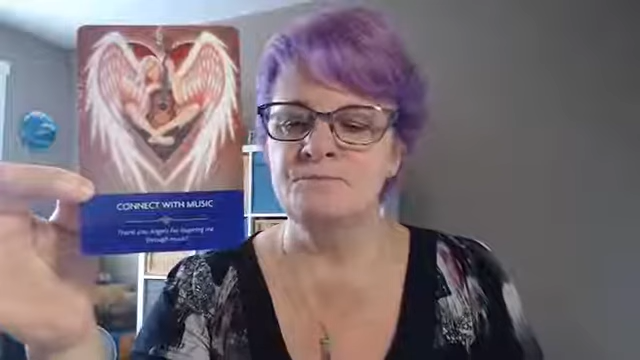 CONNECT WITH MUSIC
Thank you, Angels, for inspiring me
through music!